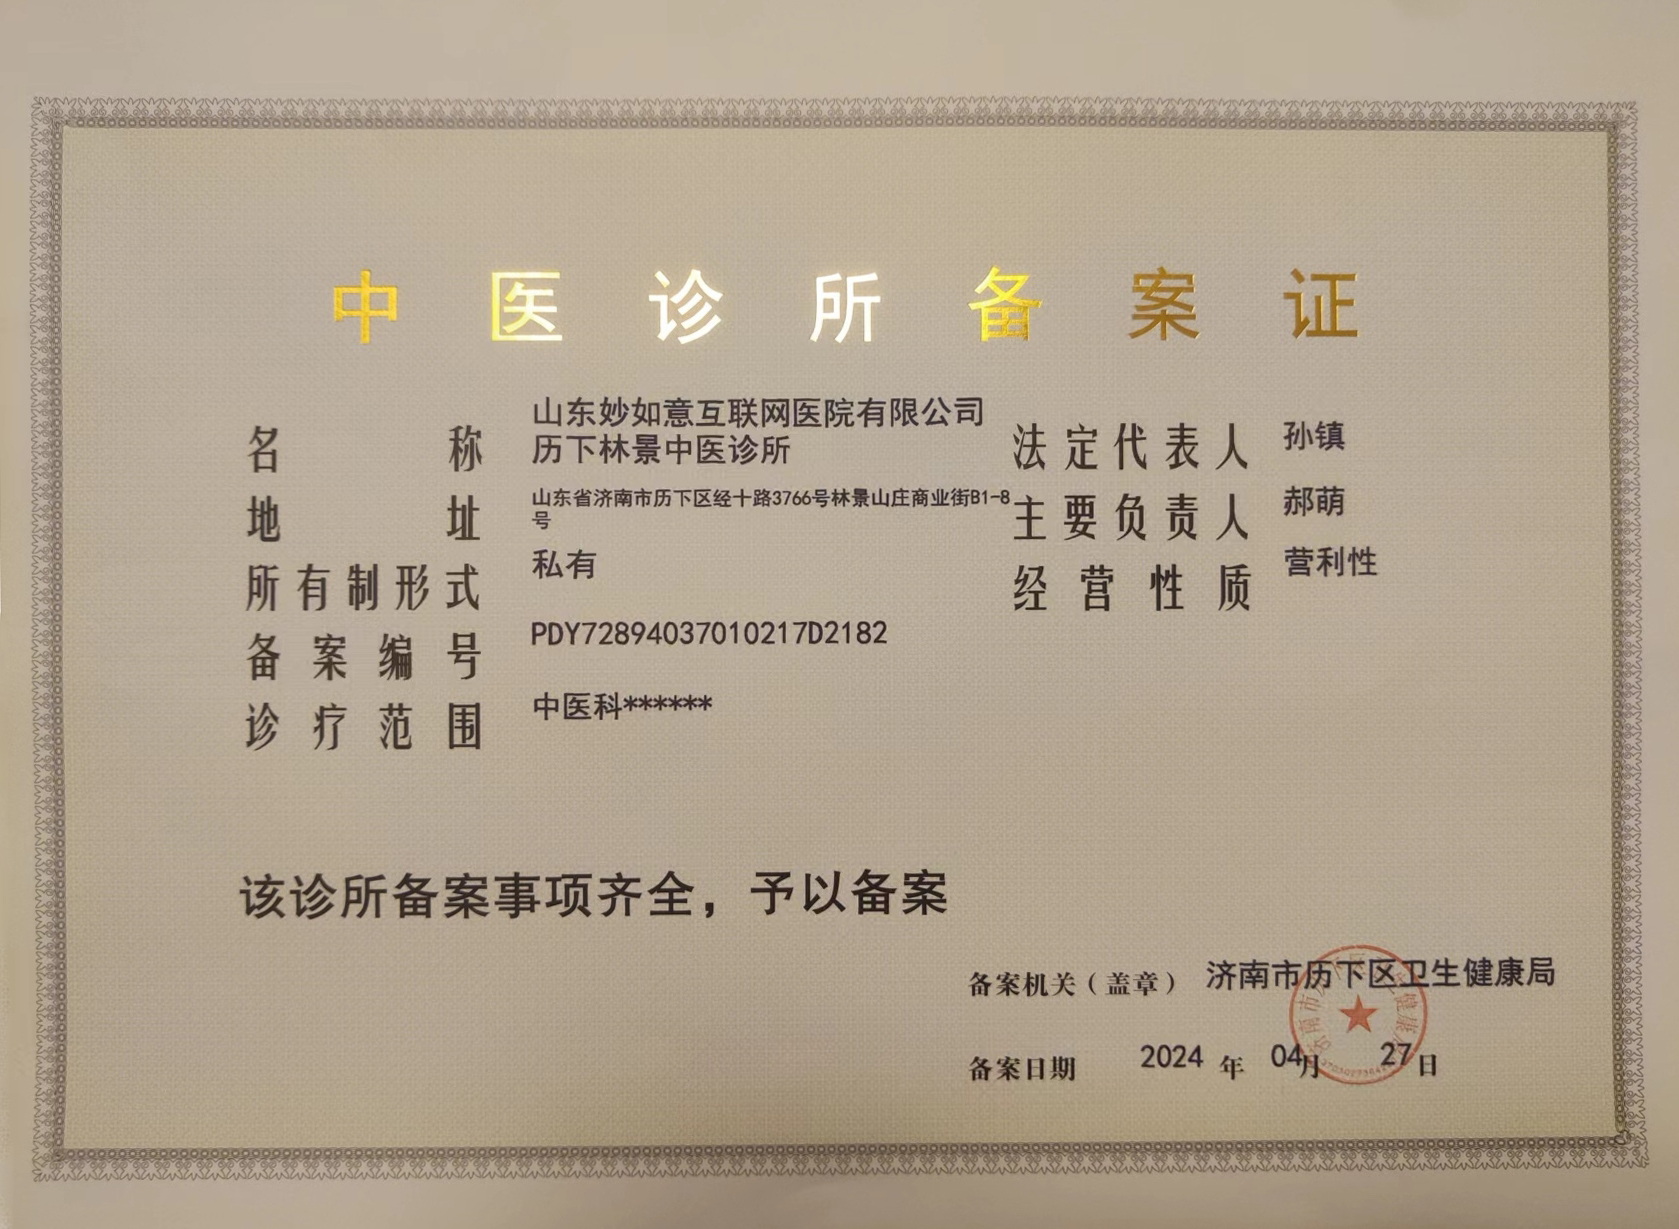 中医诊所备案证
名称 山东妙如意互联网医院有限公司
历下林景中医诊所
法定代表人 孙镇
地址 山东省济南市历下区经十路3766号林景山庄商业街B1-8
号
主要负责人 郝萌
所有制形式 私有
经营性质 营利性
备案编号 PDY72894037010217D2182
诊疗范围 中医科******
该诊所备案事项齐全，予以备案
备案机关（盖章） 济南市历下区卫生健康局
备案日期 2024 年 04月 27日